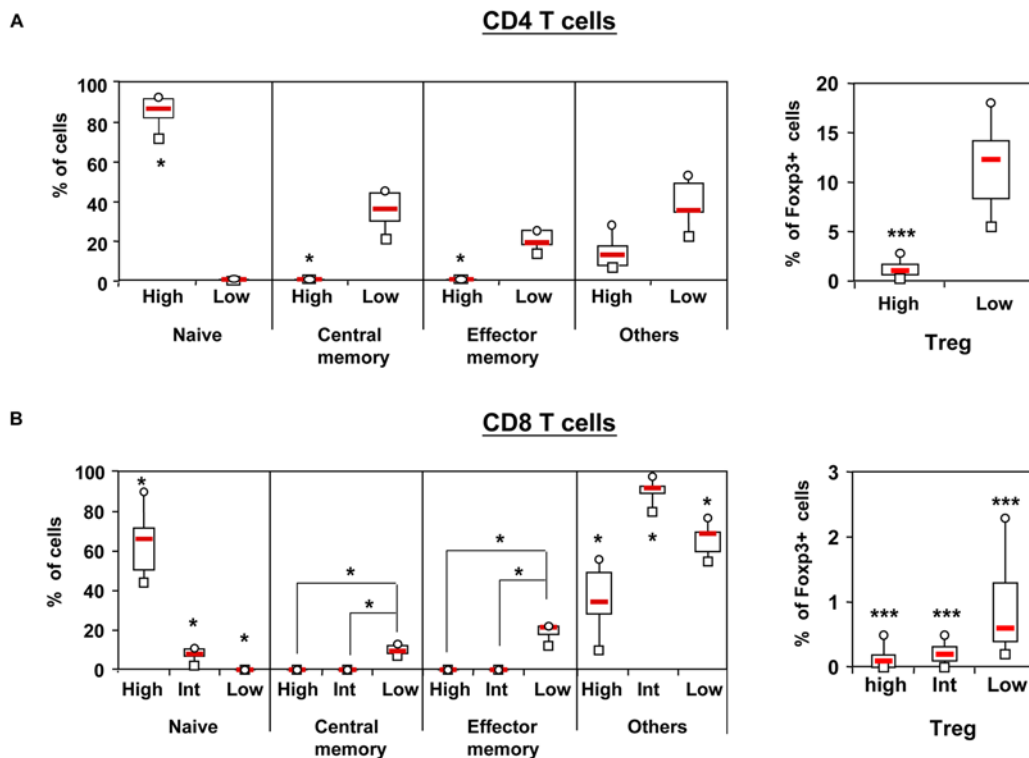 A
CD4 T cells
% of cells
100
80
60
40
20
0
*
*
*
High Low High Low High Low High Low
Naive Central memory Effector memory Others
% of Foxp3+ cells
20
15
10
5
0
***
High Low
Treg
B
CD8 T cells
% of cells
100
80
60
40
20
0
*
*
*
*
*
*
*
*
*
*
High Int Low High Int Low High Int Low High Int Low
Naive Central memory Effector memory Others
% of Foxp3+ cells
3
2
1
0
***
***
***
high Int Low
Treg